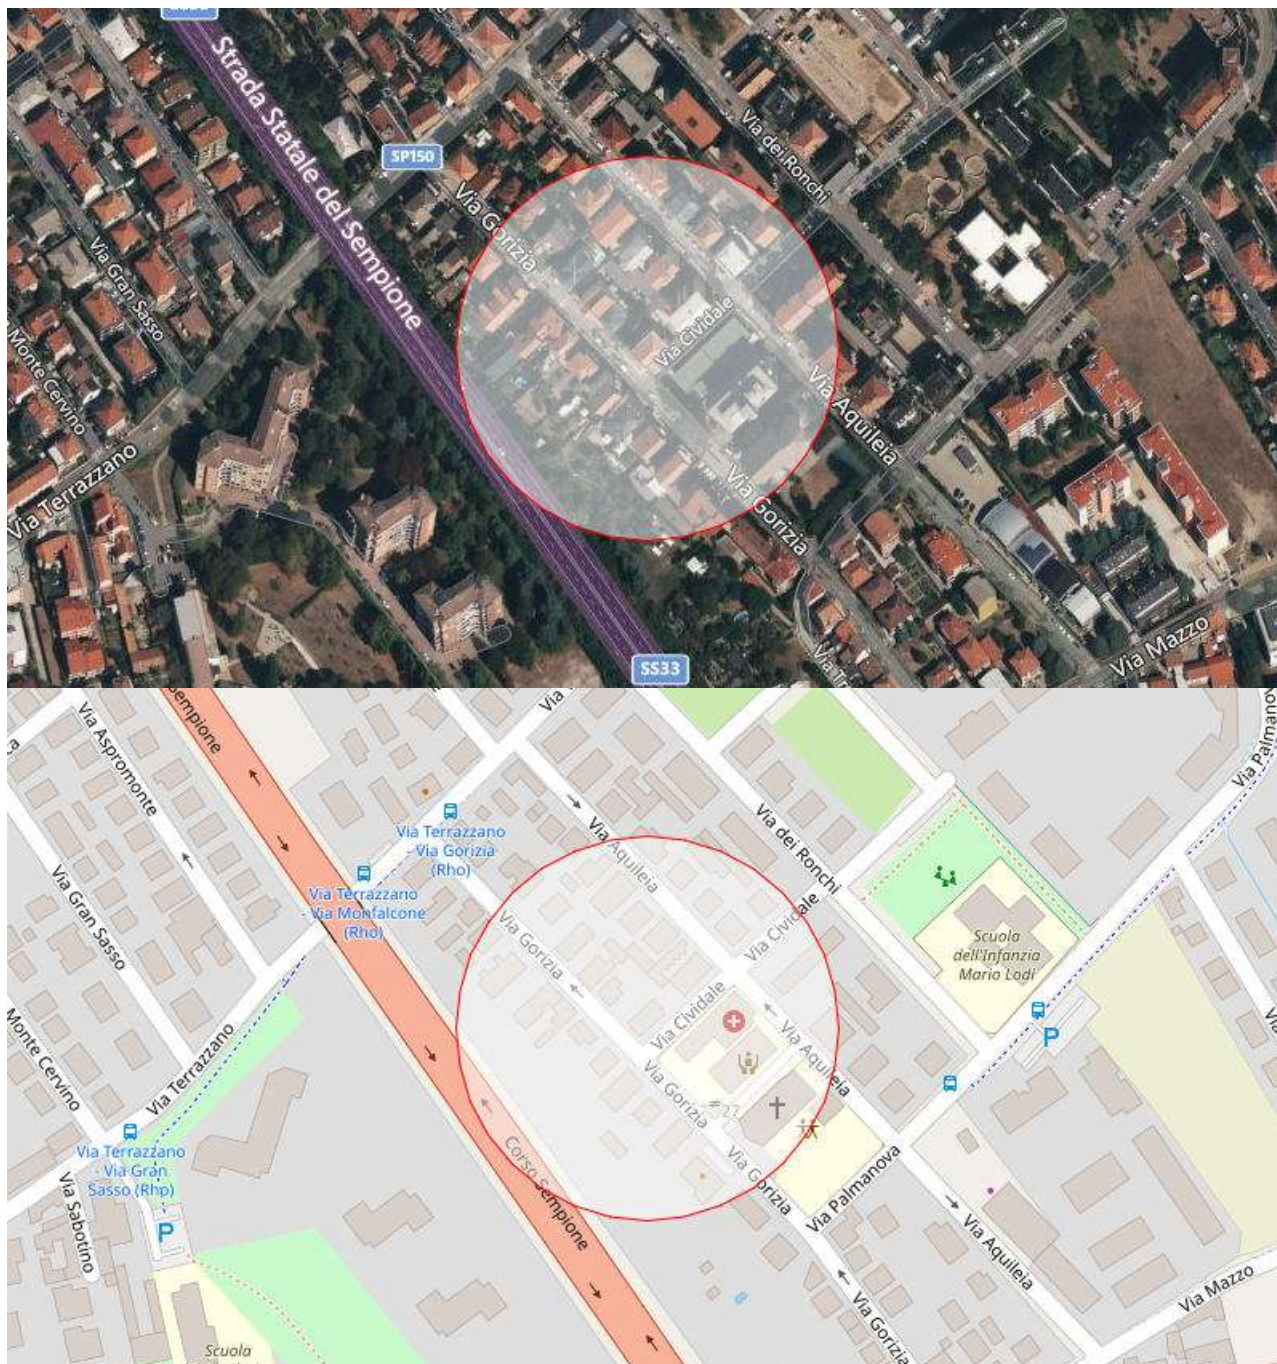 Strada Statale del Sempione
SP150
Via dei Ronchi
Via Gorizia
Via Gran Sasso
Via Cividale
Monte Cervino
Via Aquileia
Via Terrazzano
Via Gorizia
Via Mazzo
SS33
Sempione
Via
Via Palmanova
Via Aspromonte
Via Terrazzano
- Via Gorizia
(Rho)
Via Aquileia
Via dei Ronchi
Via Terrazzano
- Via Monfalcone
(Rho)
Via Gran Sasso
Via Gorizia
Via Cividale
Scuola
dell'Infanzia
Mario Lodi
Via Cividale
Via Aquileia
P
Monte Cervino
Via Terrazzano
Via Gorizia
27
Via Terrazzano
- Via Gran
Sasso (Rho)
Corso Sempione
Via Gorizia
Via Palmanova
Via Sabotino
P
Via Aquileia
Via Mazzo
Via Gorizia
Scuola